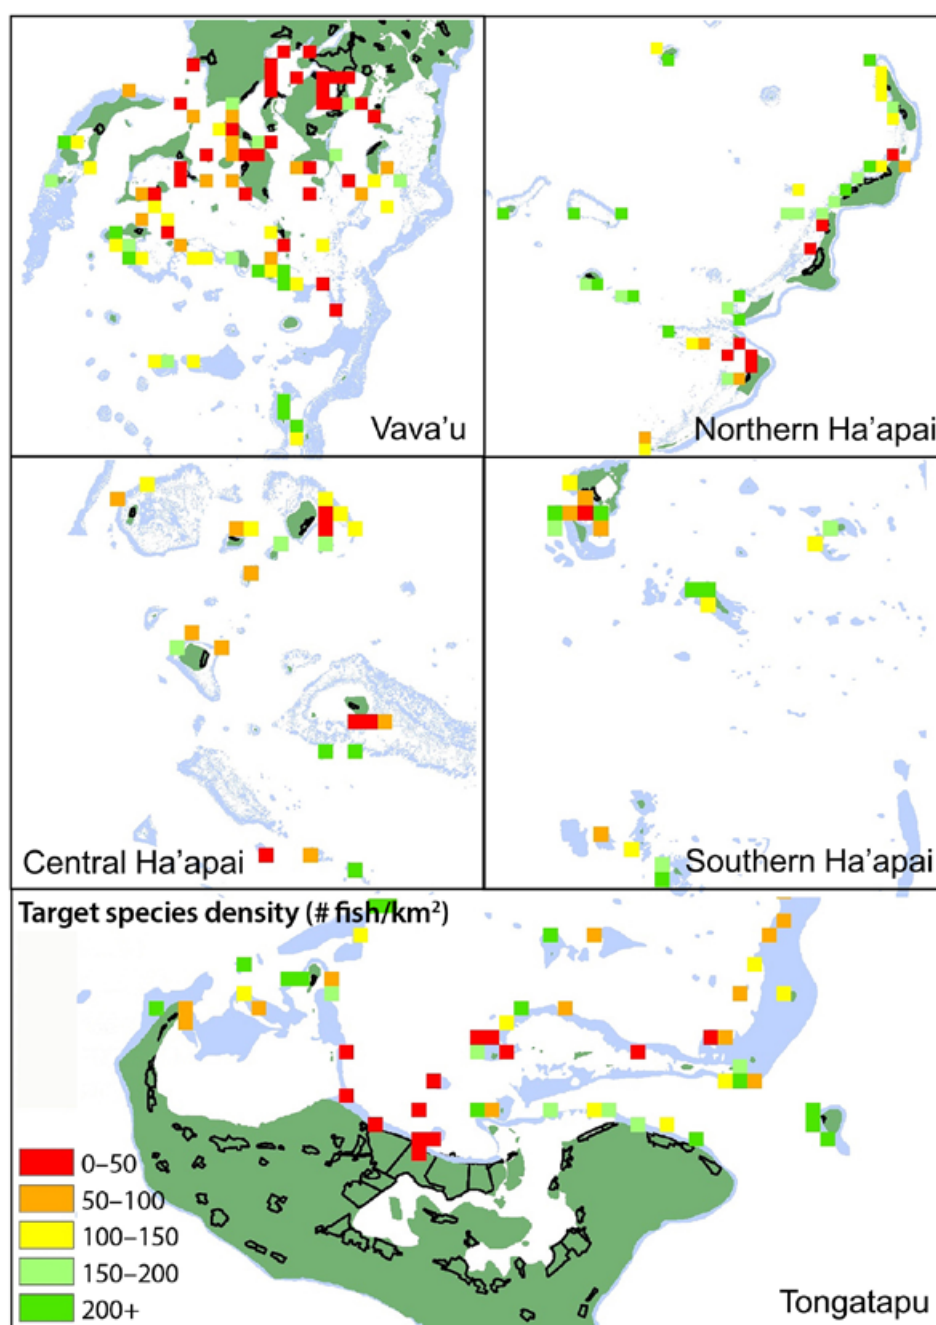 Vava'u
Northern Ha'apai
Central Ha'apai
Southern Ha'apai
Target species density (# fish/km²)
0–50
50–100
100–150
150–200
200+
Tongatapu